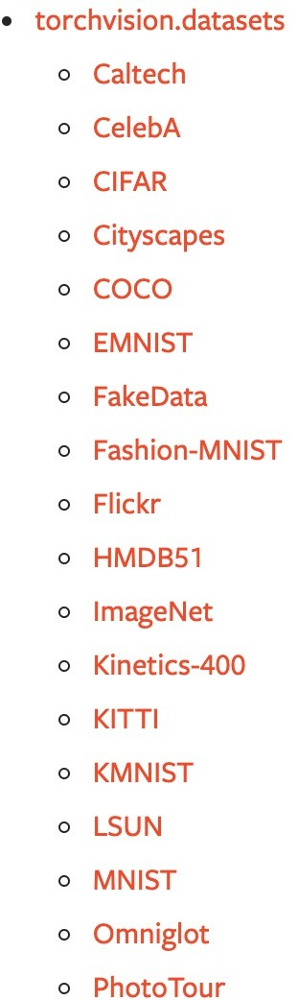 torchvision.datasets
Caltech
CelebA
CIFAR
Cityscapes
COCO
EMNIST
FakeData
Fashion-MNIST
Flickr
HMDB51
ImageNet
Kinetics-400
KITTI
KMNIST
LSUN
MNIST
Omniglot
PhotoTour